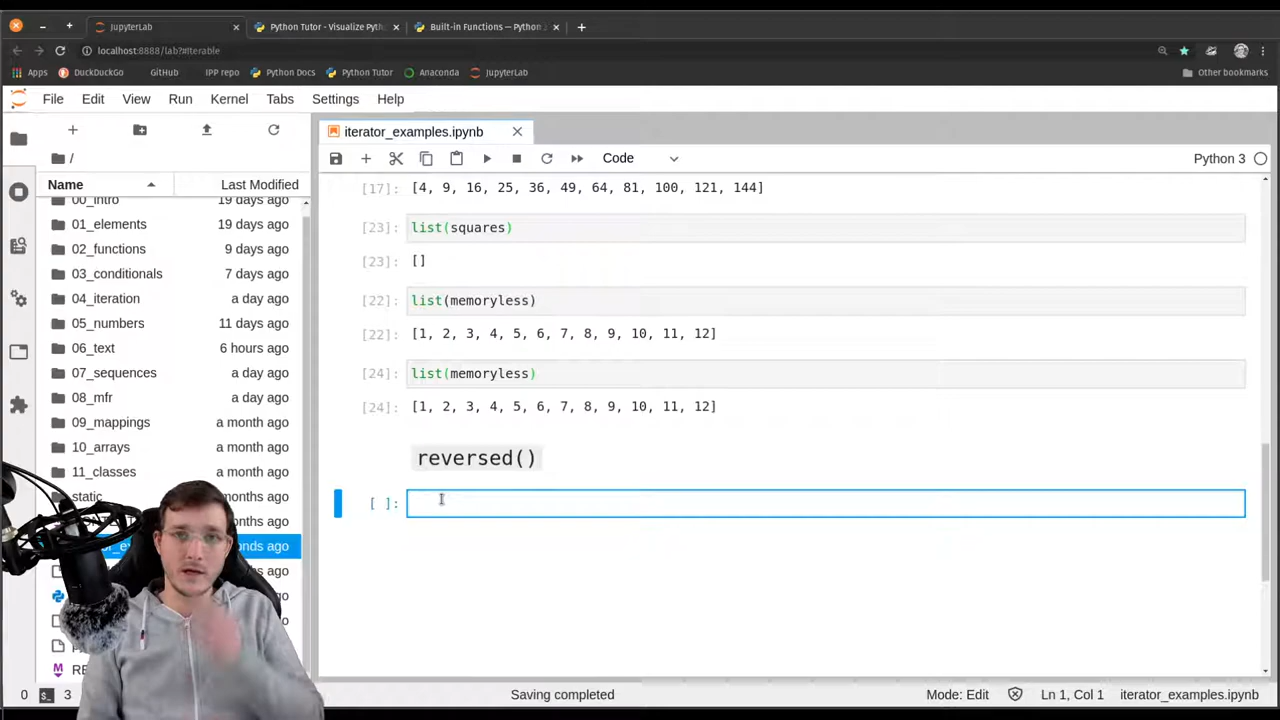 JupyterLab
Python Tutor - Visualize Pyth
Built-in Functions — Python
localhost:8888/lab?#Iterable
Apps
DuckDuckGo
GitHub
IPP repo
Python Docs
Python Tutor
Anaconda
JupyterLab
Other bookmarks
File Edit View Run Kernel Tabs Settings Help
iterator_examples.ipynb
/
Code
Python 3
Name Last Modified
00_intro 19 days ago
01_elements 19 days ago
02_functions 9 days ago
03_conditionals 7 days ago
04_iteration a day ago
05_numbers 11 days ago
06_text 6 hours ago
07_sequences a day ago
08_mfr a day ago
09_mappings a month ago
10_arrays a month ago
11_classes a month ago
static months ago
months ago
onds ago
[17]: [4, 9, 16, 25, 36, 49, 64, 81, 100, 121, 144]
[23]: list(squares)
[23]: []
[22]: list(memoryless)
[22]: [1, 2, 3, 4, 5, 6, 7, 8, 9, 10, 11, 12]
[24]: list(memoryless)
[24]: [1, 2, 3, 4, 5, 6, 7, 8, 9, 10, 11, 12]
reversed()
[ ]:
0 $_ 3
Saving completed
Mode: Edit
Ln 1, Col 1
iterator_examples.ipynb